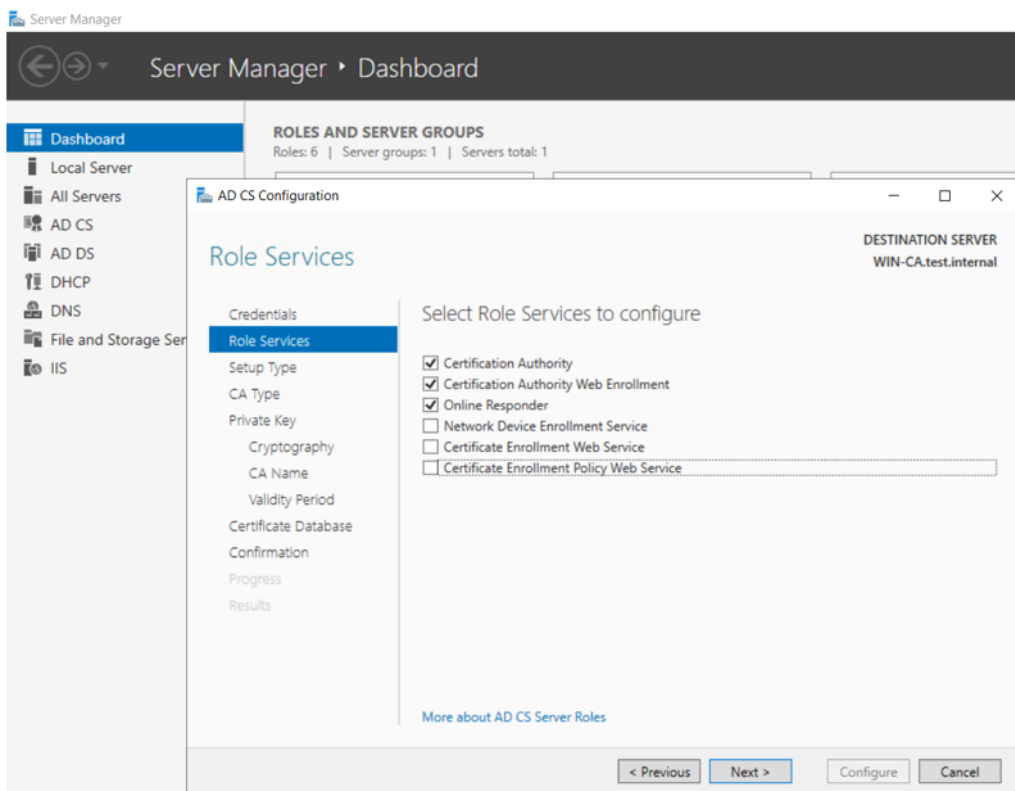 Server Manager
Server Manager ‣ Dashboard
Dashboard
Local Server
All Servers
AD CS
AD DS
DHCP
DNS
File and Storage Ser
IIS
ROLES AND SERVER GROUPS
Roles: 6 | Server groups: 1 | Servers total: 1
AD CS Configuration
Role Services
DESTINATION SERVER
WIN-CA.test.internal
Credentials
Role Services
Setup Type
CA Type
Private Key
Cryptography
CA Name
Validity Period
Certificate Database
Confirmation
Progress
Results
Select Role Services to configure
Certification Authority
Certification Authority Web Enrollment
Online Responder
Network Device Enrollment Service
Certificate Enrollment Web Service
Certificate Enrollment Policy Web Service
More about AD CS Server Roles
< Previous
Next >
Configure
Cancel